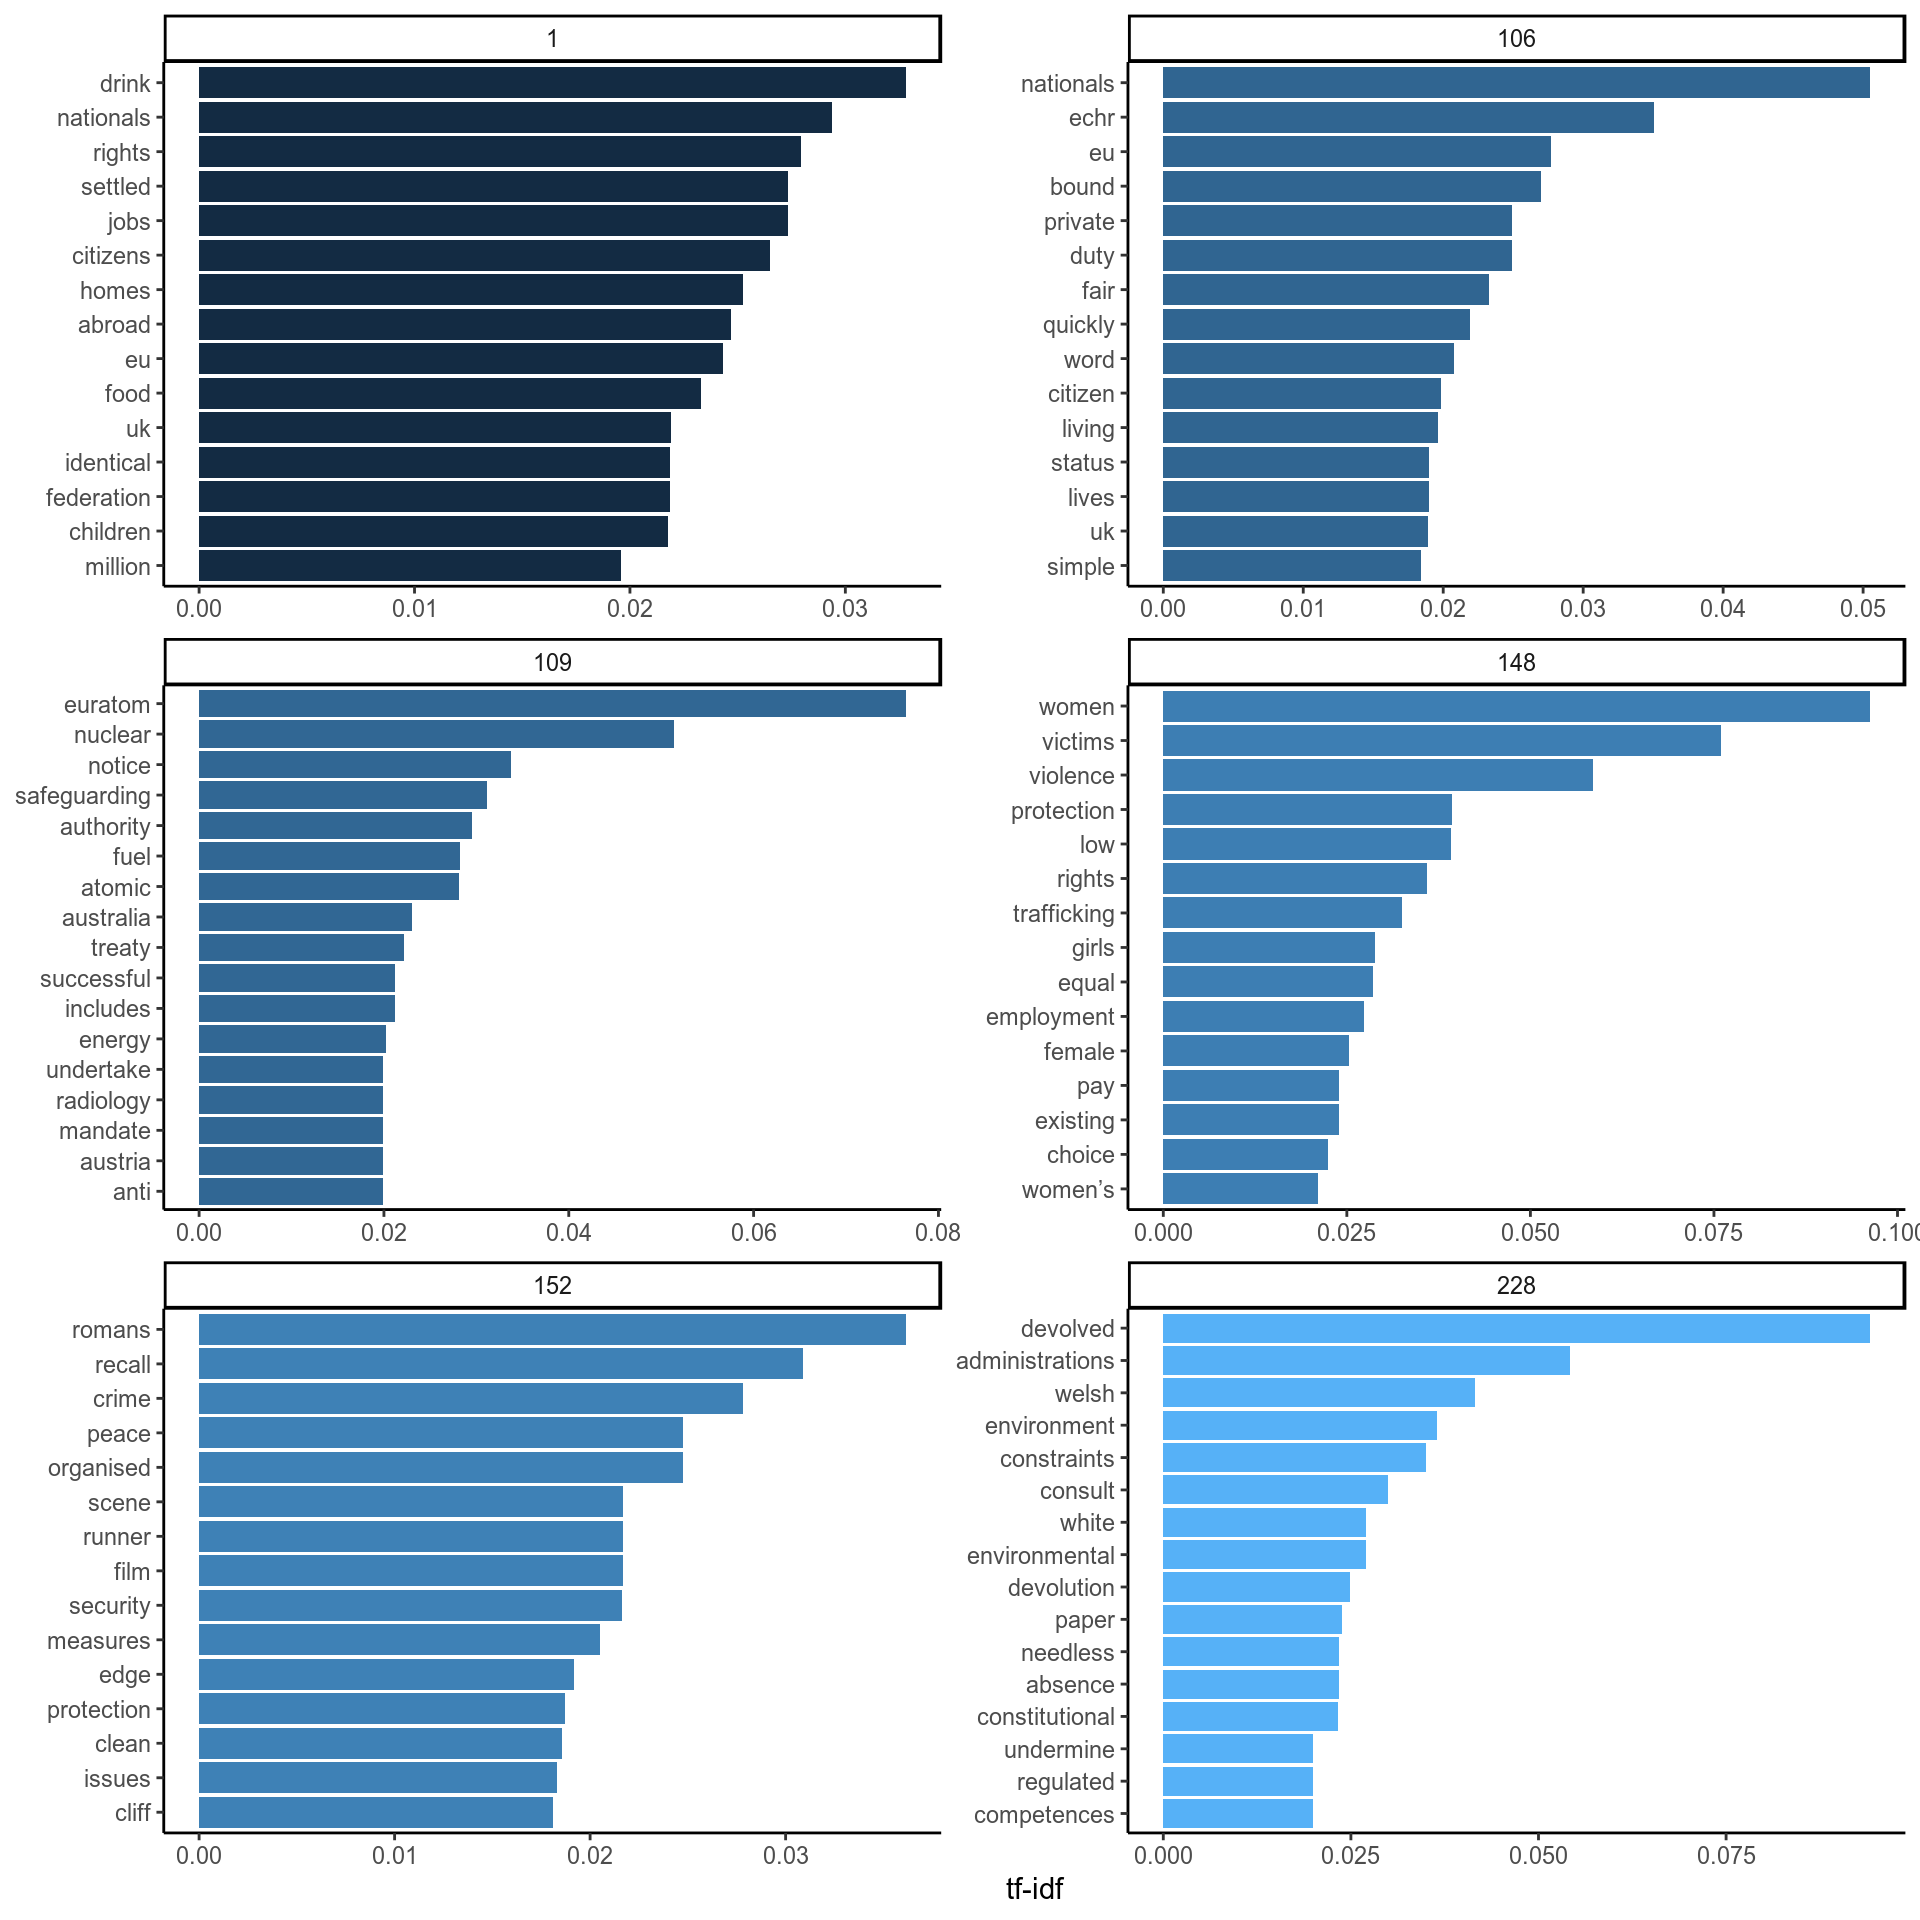 1
drink
nationals
rights
settled
jobs
citizens
homes
abroad
eu
food
uk
identical
federation
children
million
0.00 0.01 0.02 0.03
106
nationals
echr
eu
bound
private
duty
fair
quickly
word
citizen
living
status
lives
uk
simple
0.00 0.01 0.02 0.03 0.04 0.05
109
euratom
nuclear
notice
safeguarding
authority
fuel
atomic
australia
treaty
successful
includes
energy
undertake
radiology
mandate
austria
anti
0.00 0.02 0.04 0.06 0.08
148
women
victims
violence
protection
low
rights
trafficking
girls
equal
employment
female
pay
existing
choice
women’s
0.000 0.025 0.050 0.075 0.100
152
romans
recall
crime
peace
organised
scene
runner
film
security
measures
edge
protection
clean
issues
cliff
0.00 0.01 0.02 0.03
228
devolved
administrations
welsh
environment
constraints
consult
white
environmental
devolution
paper
needless
absence
constitutional
undermine
regulated
competences
0.000 0.025 0.050 0.075
tf-idf